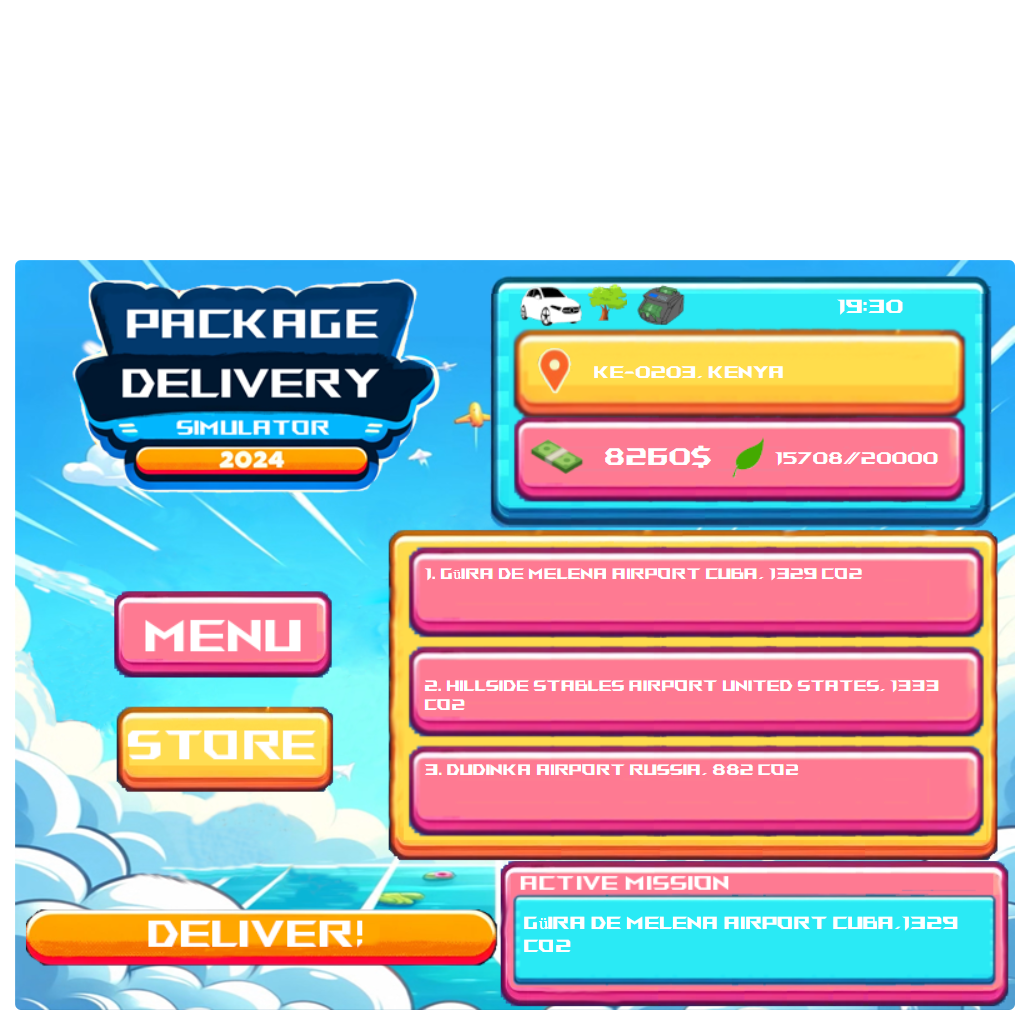 PACKAGE
DELIVERY
SIMULATOR
2024
19:30
KE-0203, KENYA
8260$
15708/20000
1. GÜIRA DE MELENA AIRPORT CUBA, 1329 CO2
2. HILLSIDE STABLES AIRPORT UNITED STATES, 1333
CO2
3. DUDINKA AIRPORT RUSSIA, 882 CO2
MENU
STORE
DELIVER!
ACTIVE MISSION
GÜIRA DE MELENA AIRPORT CUBA,1329
CO2